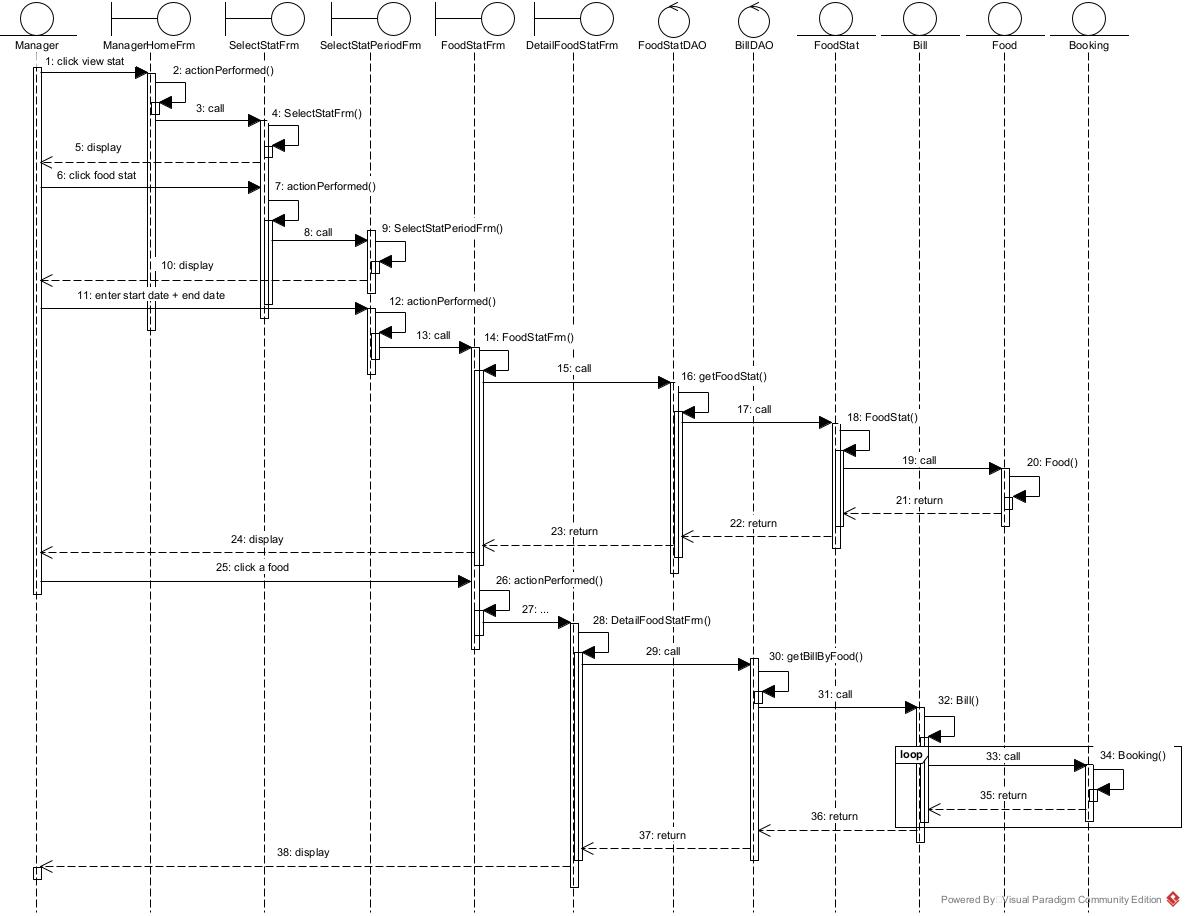 Manager ManagerHomeFrm SelectStatFrm SelectStatPeriodFrm FoodStatFrm DetailFoodStatFrm FoodStatDAO BillDAO FoodStat Bill Food Booking
1: click view stat
2: actionPerformed()
3: call
4: SelectStatFrm()
5: display
6: click food stat
7: actionPerformed()
8: call
9: SelectStatPeriodFrm()
10: display
11: enter start date + end date
12: actionPerformed()
13: call
14: FoodStatFrm()
15: call
16: getFoodStat()
17: call
18: FoodStat()
19: call
20: Food()
21: return
22: return
23: return
24: display
25: click a food
26: actionPerformed()
27: ...
28: DetailFoodStatFrm()
29: call
30: getBillByFood()
31: call
32: Bill()
loop
33: call
34: Booking()
35: return
36: return
37: return
38: display
Powered By Visual Paradigm Community Edition